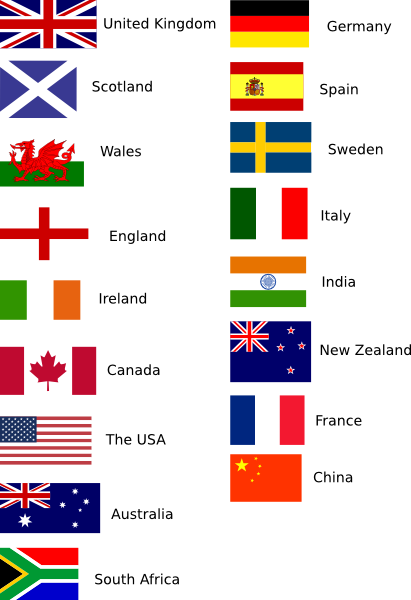 United Kingdom
Scotland
Wales
England
Ireland
Canada
The USA
Australia
South Africa
Germany
Spain
Sweden
Italy
India
New Zealand
France
China